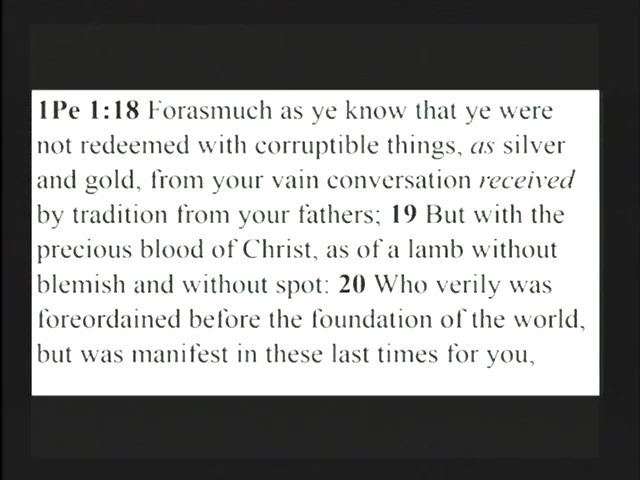 1Pe 1:18 Forasmuch as ye know that ye were
not redeemed with corruptible things, as silver
and gold, from your vain conversation received
by tradition from your fathers; 19 But with the
precious blood of Christ, as of a lamb without
blemish and without spot: 20 Who verily was
foreordained before the foundation of the world,
but was manifest in these last times for you,